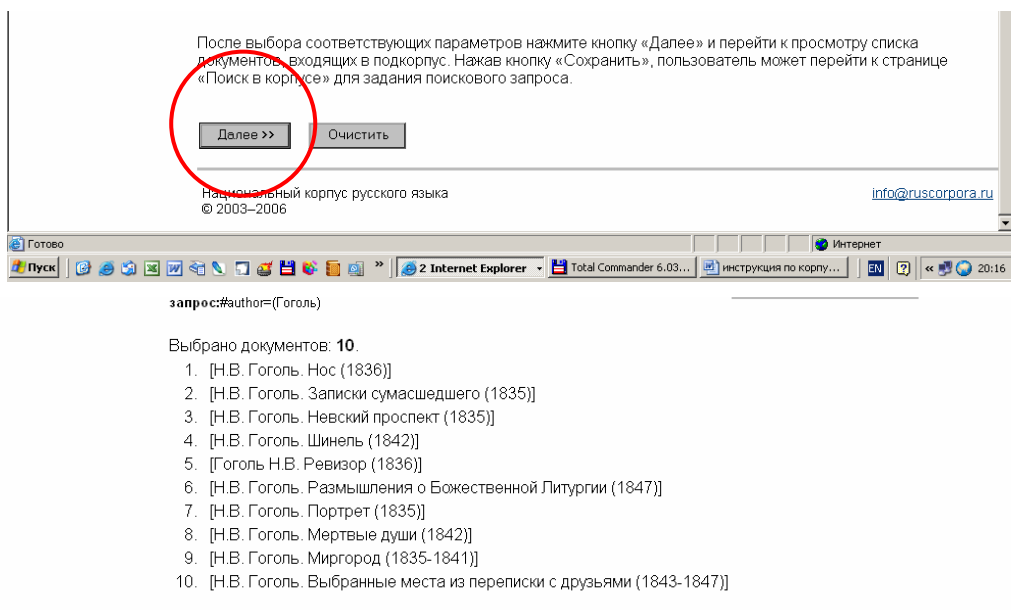 После выбора соответствующих параметров нажмите кнопку «Далее» и перейти к просмотру списка
документов, входящих в подкорпус. Нажав кнопку «Сохранить», пользователь может перейти к странице
«Поиск в корпусе» для задания поискового запроса.
Далее >> Очистить
Национальный корпус русского языка info@ruscorpora.ru
© 2003–2006
Готово Интернет
Пуск » 2 Internet Explorer Total Commander 6.03... инструкция по корпу... EN « 20:16
запрос:#author=(Гоголь)
Выбрано документов: 10.
1. [Н.В. Гоголь. Нос (1836)]
2. [Н.В. Гоголь. Записки сумасшедшего (1835)]
3. [Н.В. Гоголь. Невский проспект (1835)]
4. [Н.В. Гоголь. Шинель (1842)]
5. [Гоголь Н.В. Ревизор (1836)]
6. [Н.В. Гоголь. Размышления о Божественной Литургии (1847)]
7. [Н.В. Гоголь. Портрет (1835)]
8. [Н.В. Гоголь. Мертвые души (1842)]
9. [Н.В. Гоголь. Миргород (1835-1841)]
10. [Н.В. Гоголь. Выбранные места из переписки с друзьями (1843-1847)]